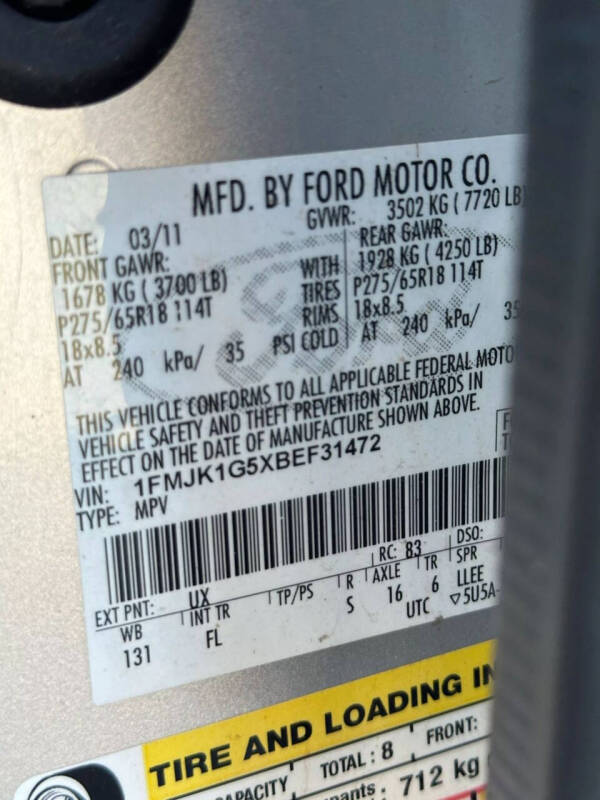 MFD. BY FORD MOTOR CO.
DATE: 03/11 GVWR: 3502 KG ( 7720 LB
FRONT GAWR: REAR GAWR:
1678 KG ( 3700 LB) WITH 1928 KG ( 4250 LB)
P275/65R18 114T TIRES P275/65R18 114T
18x8.5 RIMS 18x8.5
AT 240 kPa/ 35 PSI COLD AT 240 kPa/ 35
THIS VEHICLE CONFORMS TO ALL APPLICABLE FEDERAL MOTO
VEHICLE SAFETY AND THEFT PREVENTION STANDARDS IN
EFFECT ON THE DATE OF MANUFACTURE SHOWN ABOVE.
VIN: 1FMJK1G5XBEF31472
TYPE: MPV
EXT PNT: UX RC: 83 DSO:
WB INT TR TP/PS R AXLE TR SPR
131 FL S 16 6 LLEE
UTC ▽5U5A-
Ford
TIRE AND LOADING IN
CAPACITY TOTAL : 8 FRONT:
pants : 712 kg